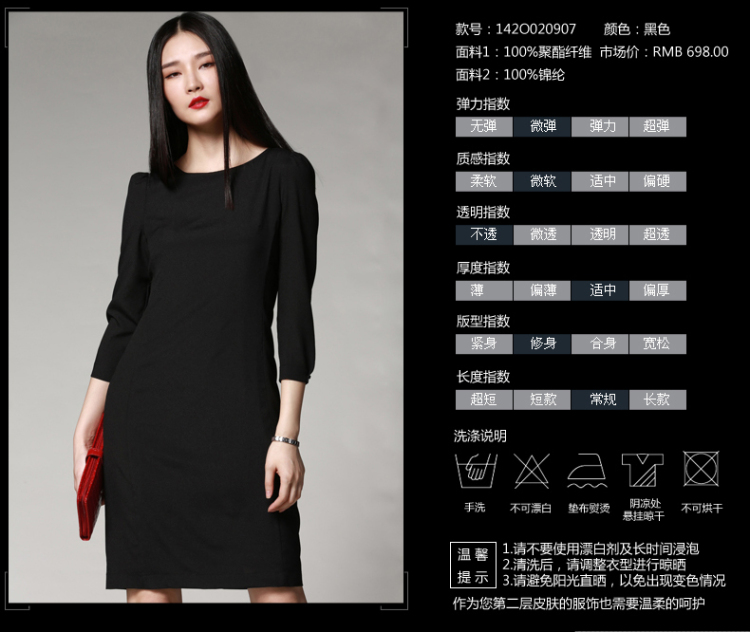 款号：142O020907 颜色：黑色
面料1：100%聚酯纤维 市场价：RMB 698.00
面料2：100%锦纶
弹力指数
无弹 微弹 弹力 超弹
质感指数
柔软 微软 适中 偏硬
透明指数
不透 微透 透明 超透
厚度指数
薄 偏薄 适中 偏厚
版型指数
紧身 修身 合身 宽松
长度指数
超短 短款 常规 长款
洗涤说明
手洗 不可漂白 垫布熨烫 阴凉处 不可烘干
悬挂晾干
温馨
提示
1.请不要使用漂白剂及长时间浸泡
2.清洗后，请调整衣型进行晾晒
3.请避免阳光直晒，以免出现变色情况
作为您第二层皮肤的服饰也需要温柔的呵护